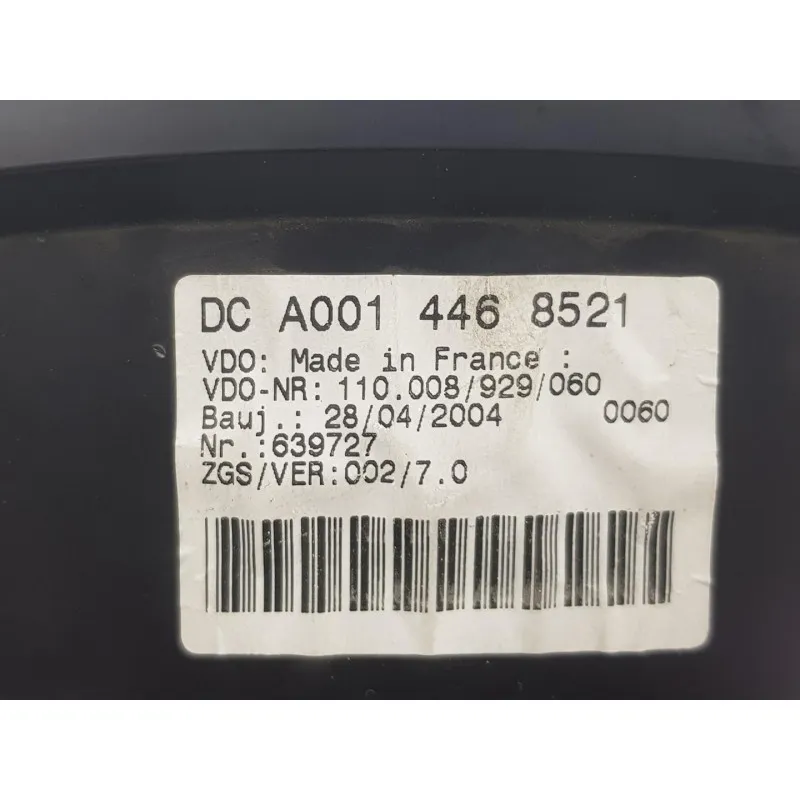 DC A001 446 8521
VDO: Made in France :
VDO-NR: 110.008/929/060
Bauj.: 28/04/2004 0060
Nr.:639727
ZGS/VER:002/7.0